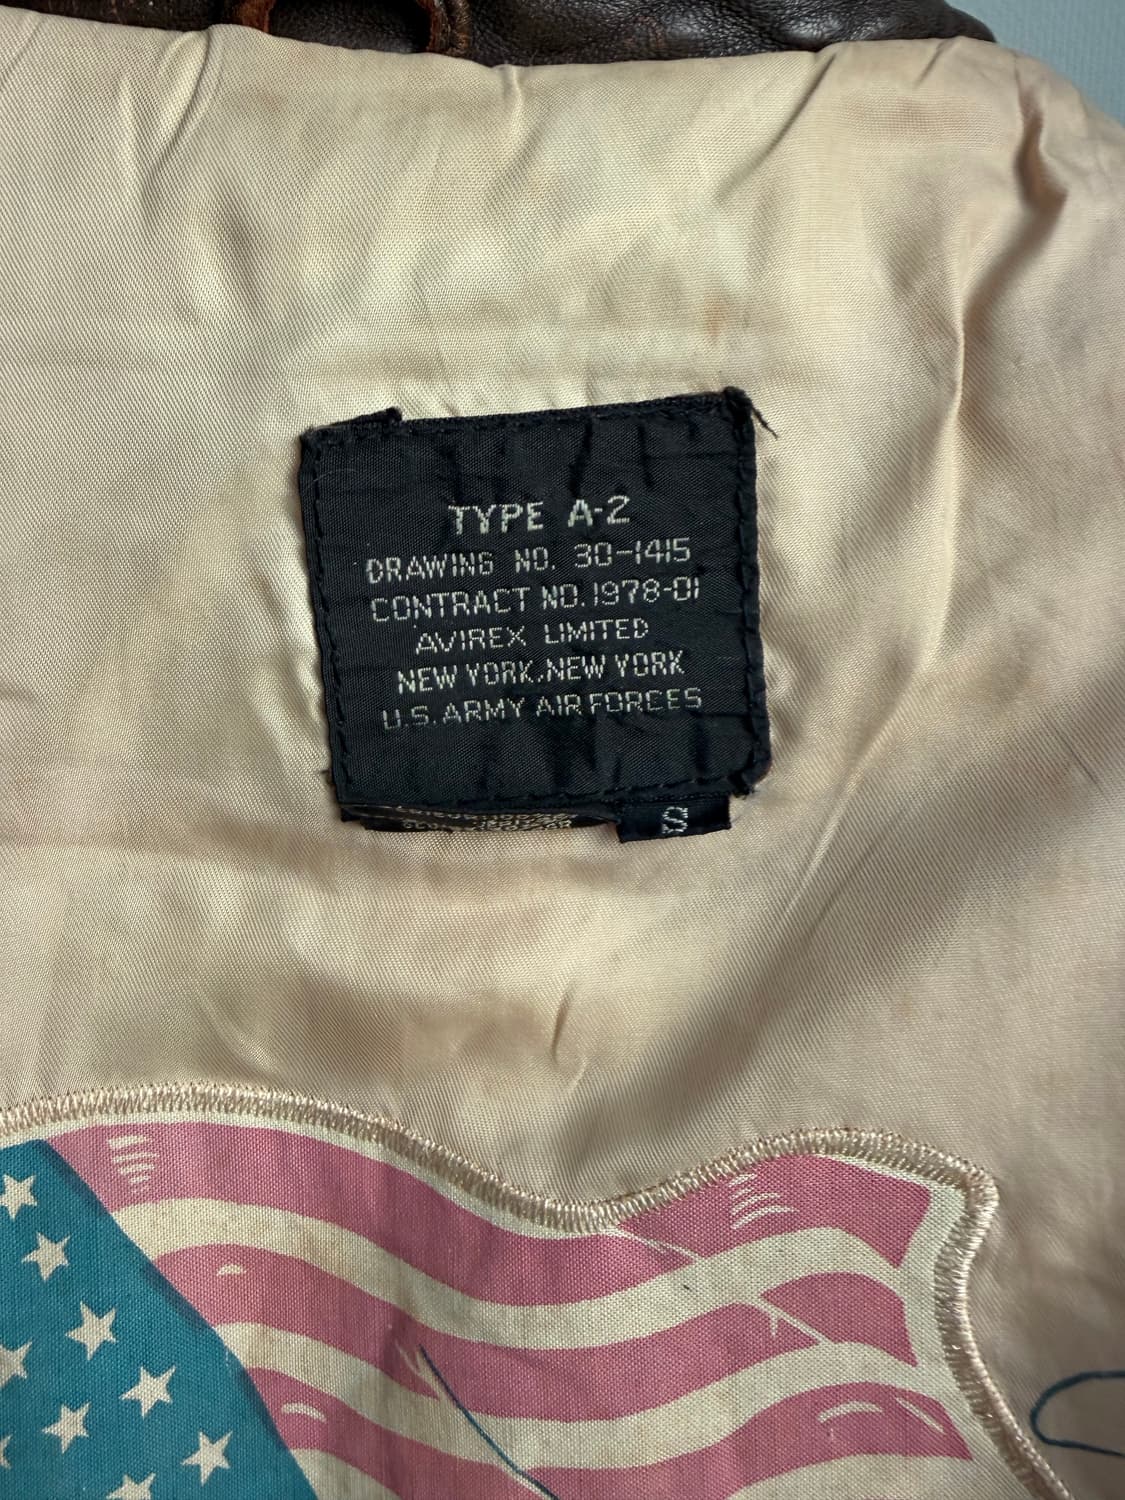 TYPE A-2
DRAWING NO. 30-1415
CONTRACT NO. 1978-01
AVIREX LIMITED
NEW YORK, NEW YORK
U.S. ARMY AIR FORCES
S